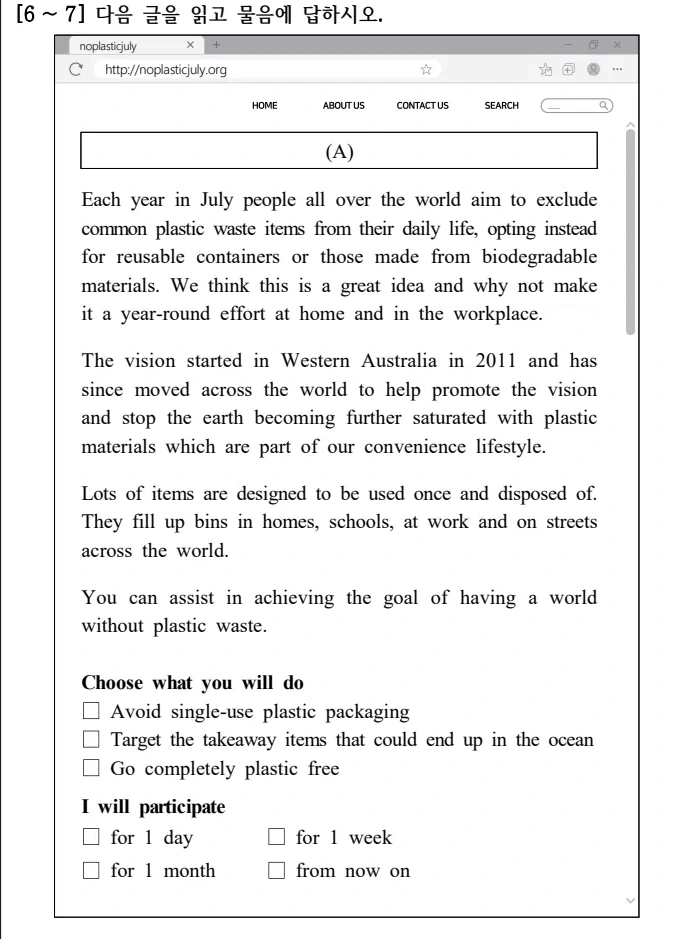 [6 ~ 7] 다음 글을 읽고 물음에 답하시오.
noplasticjuly × +
http://noplasticjuly.org
HOME ABOUT US CONTACT US SEARCH
(A)
Each year in July people all over the world aim to exclude
common plastic waste items from their daily life, opting instead
for reusable containers or those made from biodegradable
materials. We think this is a great idea and why not make
it a year-round effort at home and in the workplace.
The vision started in Western Australia in 2011 and has
since moved across the world to help promote the vision
and stop the earth becoming further saturated with plastic
materials which are part of our convenience lifestyle.
Lots of items are designed to be used once and disposed of.
They fill up bins in homes, schools, at work and on streets
across the world.
You can assist in achieving the goal of having a world
without plastic waste.
Choose what you will do
□ Avoid single-use plastic packaging
□ Target the takeaway items that could end up in the ocean
□ Go completely plastic free
I will participate
□ for 1 day □ for 1 week
□ for 1 month □ from now on